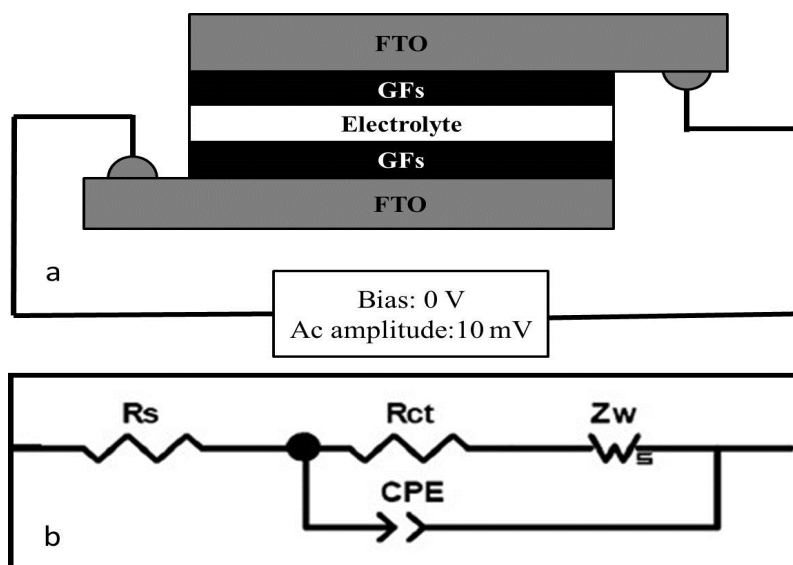 FTO
GFs
Electrolyte
GFs
FTO
a
Bias: 0 V
Ac amplitude:10 mV
Rs
Rct
Zw
s
CPE
b